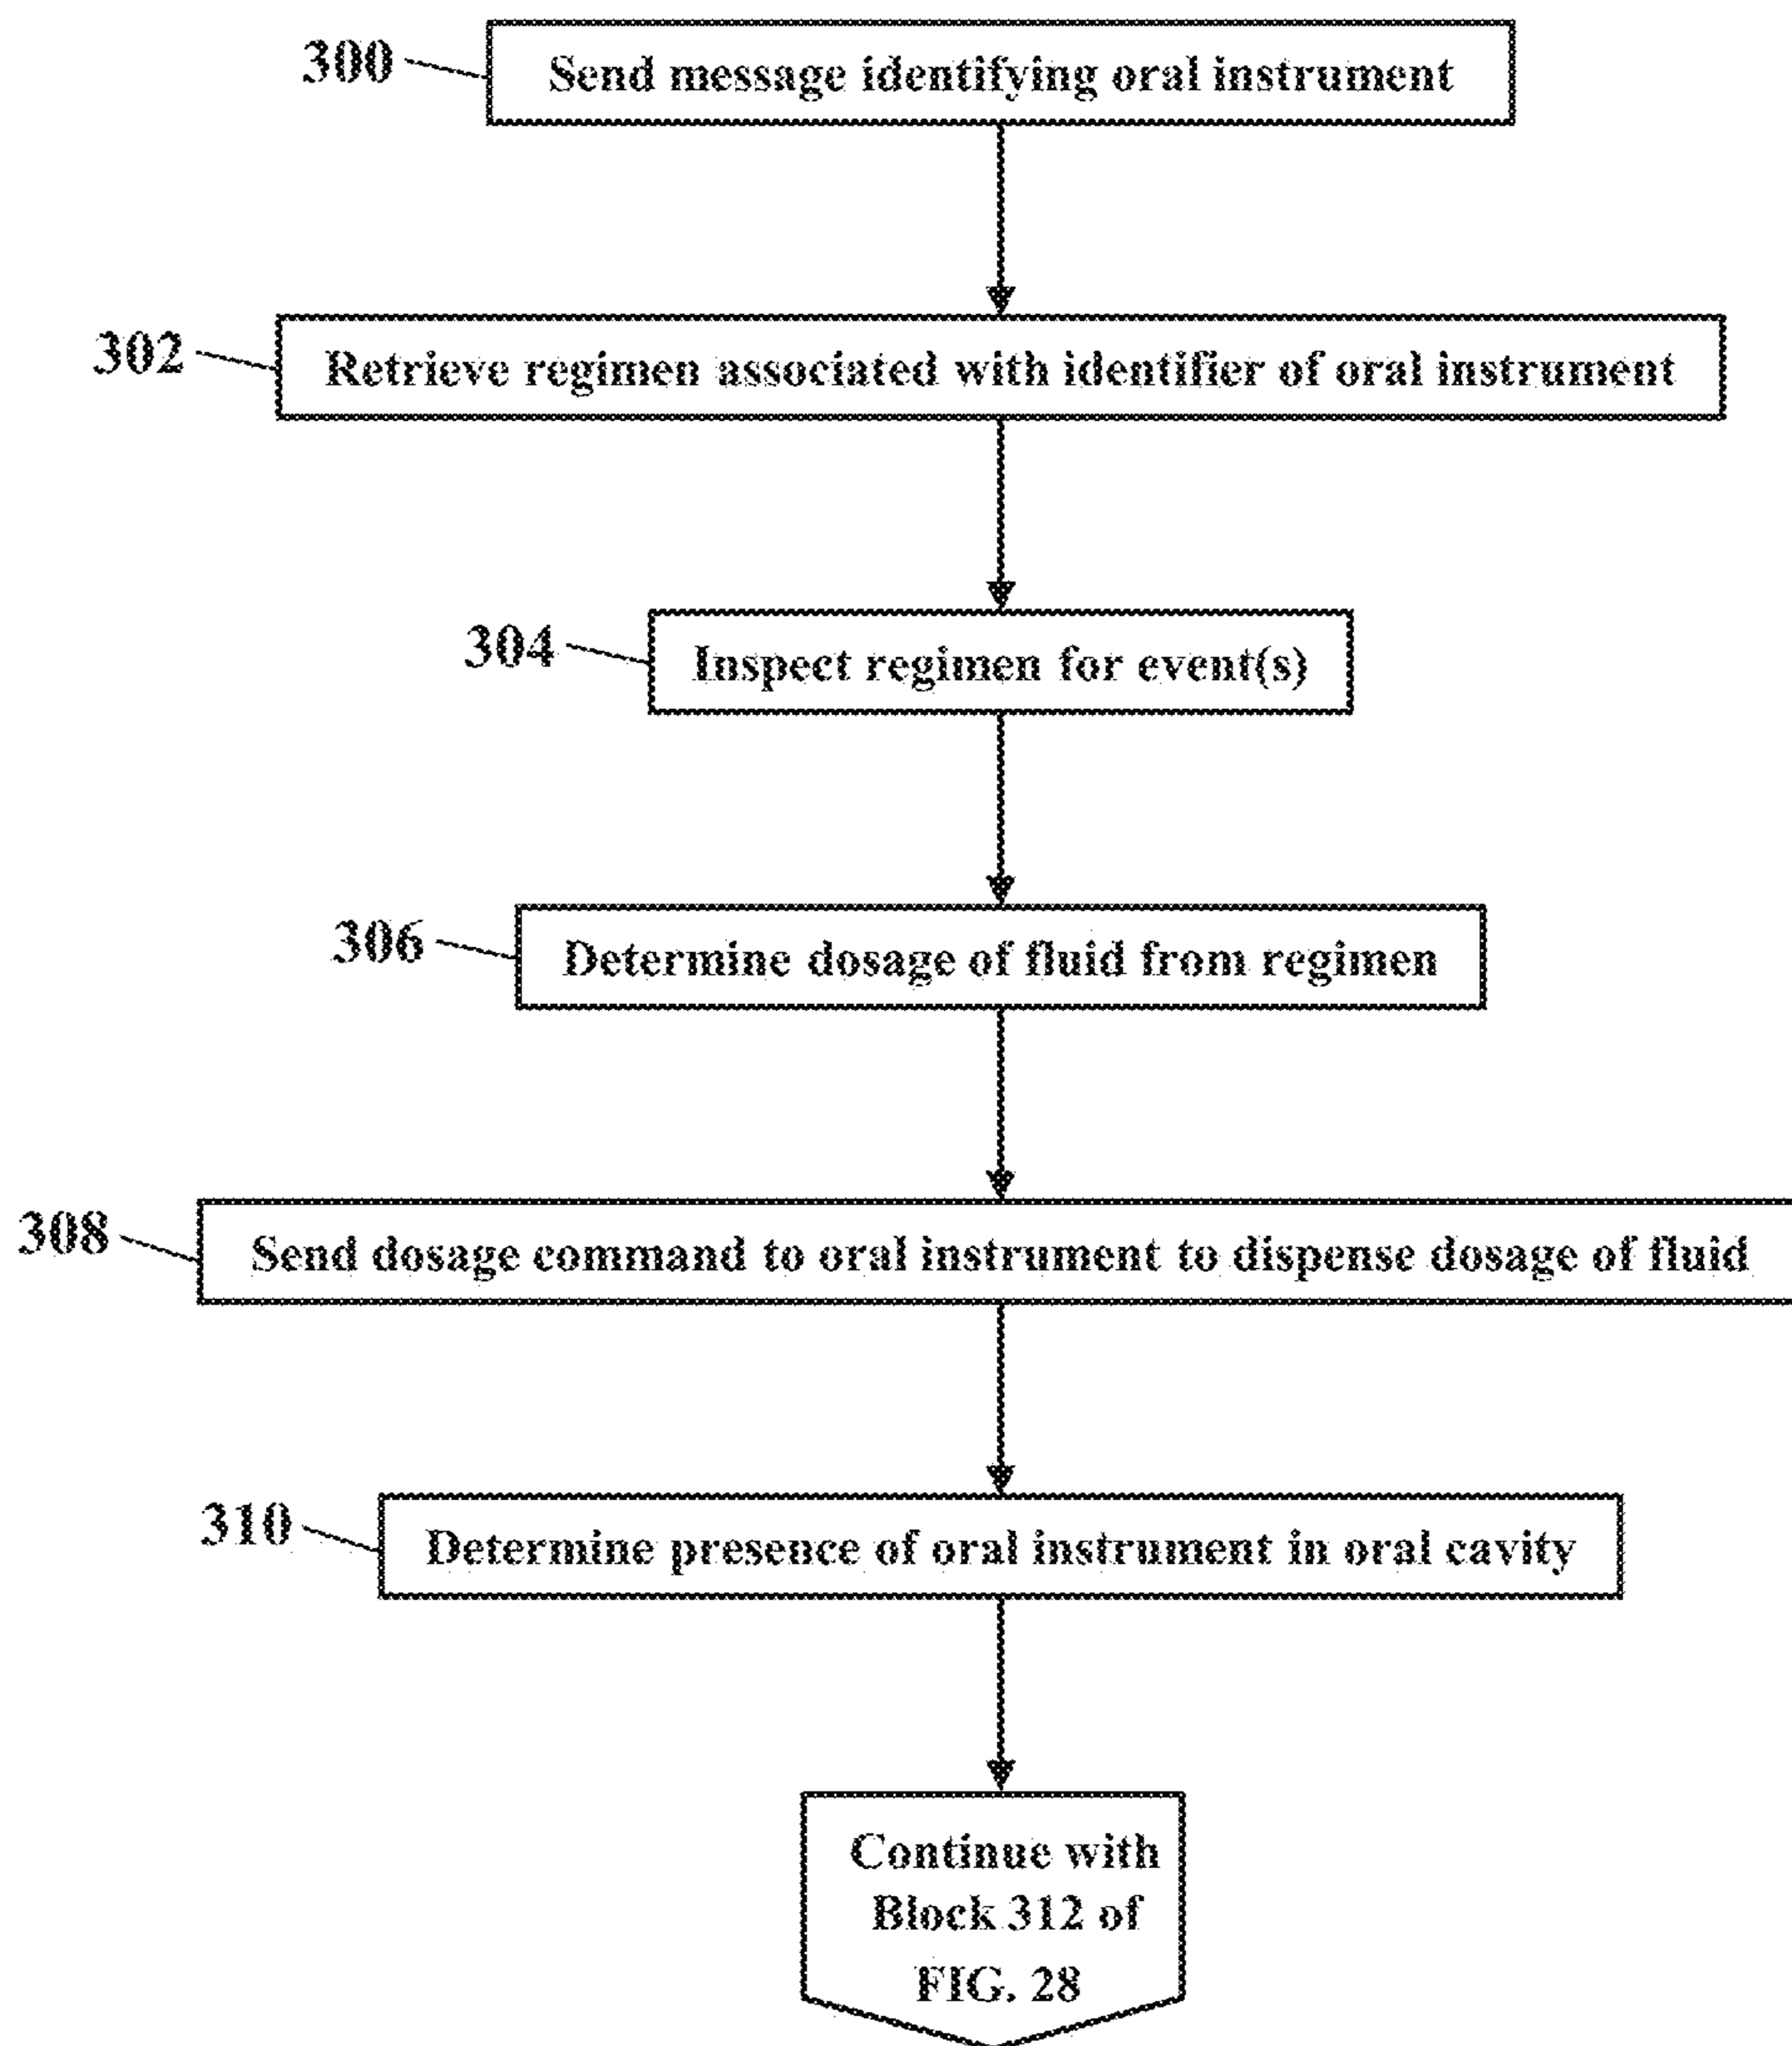 300
Send message identifying oral instrument
302
Retrieve regimen associated with identifier of oral instrument
304
Inspect regimen for event(s)
306
Determine dosage of fluid from regimen
308
Send dosage command to oral instrument to dispense dosage of fluid
310
Determine presence of oral instrument in oral cavity
Continue with
Block 312 of
FIG. 28